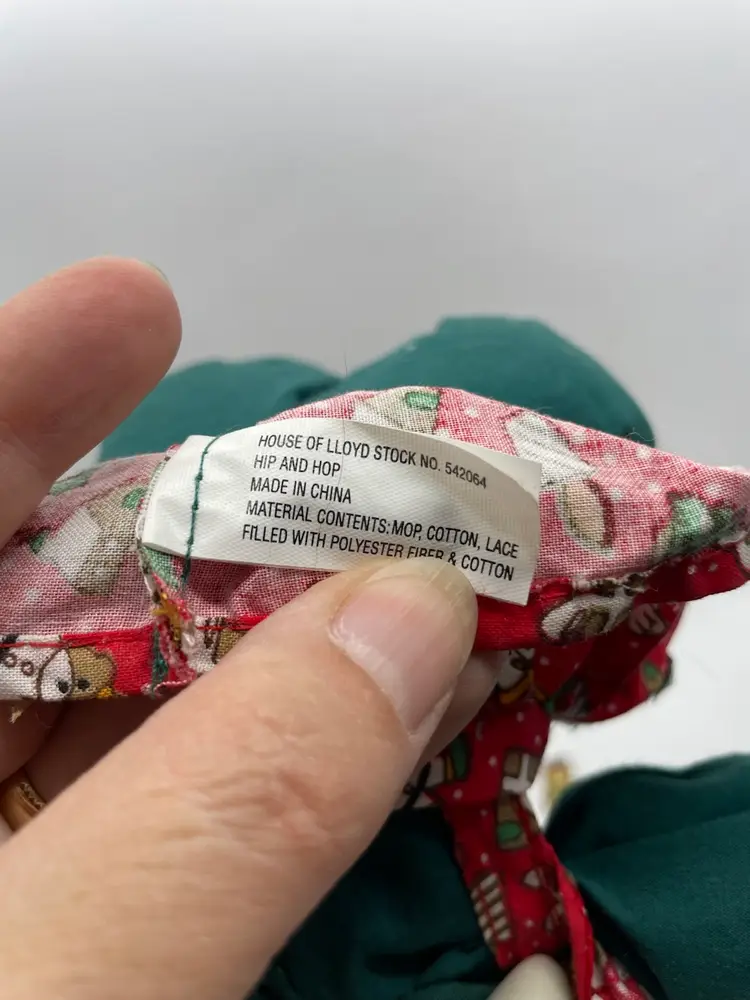 HOUSE OF LLOYD STOCK NO. 542064
HIP AND HOP
MADE IN CHINA
MATERIAL CONTENTS: MOP, COTTON, LACE
FILLED WITH POLYESTER FIBER & COTTON